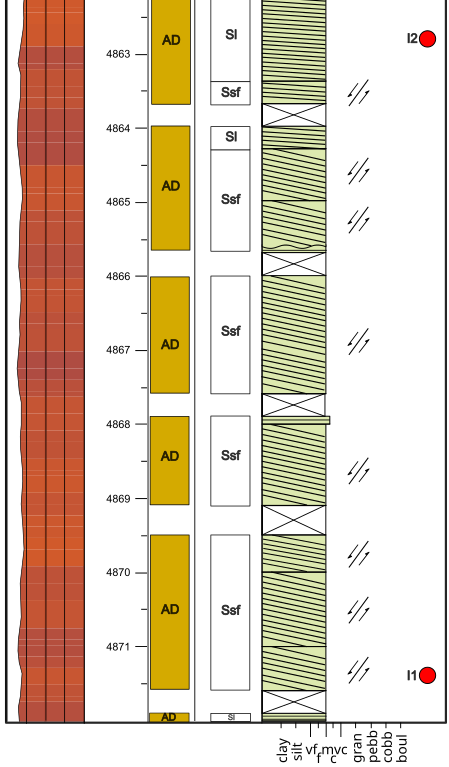 Sl
I2
AD
4863
Ssf
4864
Sl
AD
Ssf
4865
4866
Ssf
AD
4867
4868
AD
Ssf
4869
4870
AD
Ssf
4871
I1
AD
Sl
clay
silt
vf
f
m
c
vc
gran
pebb
cobb
boul